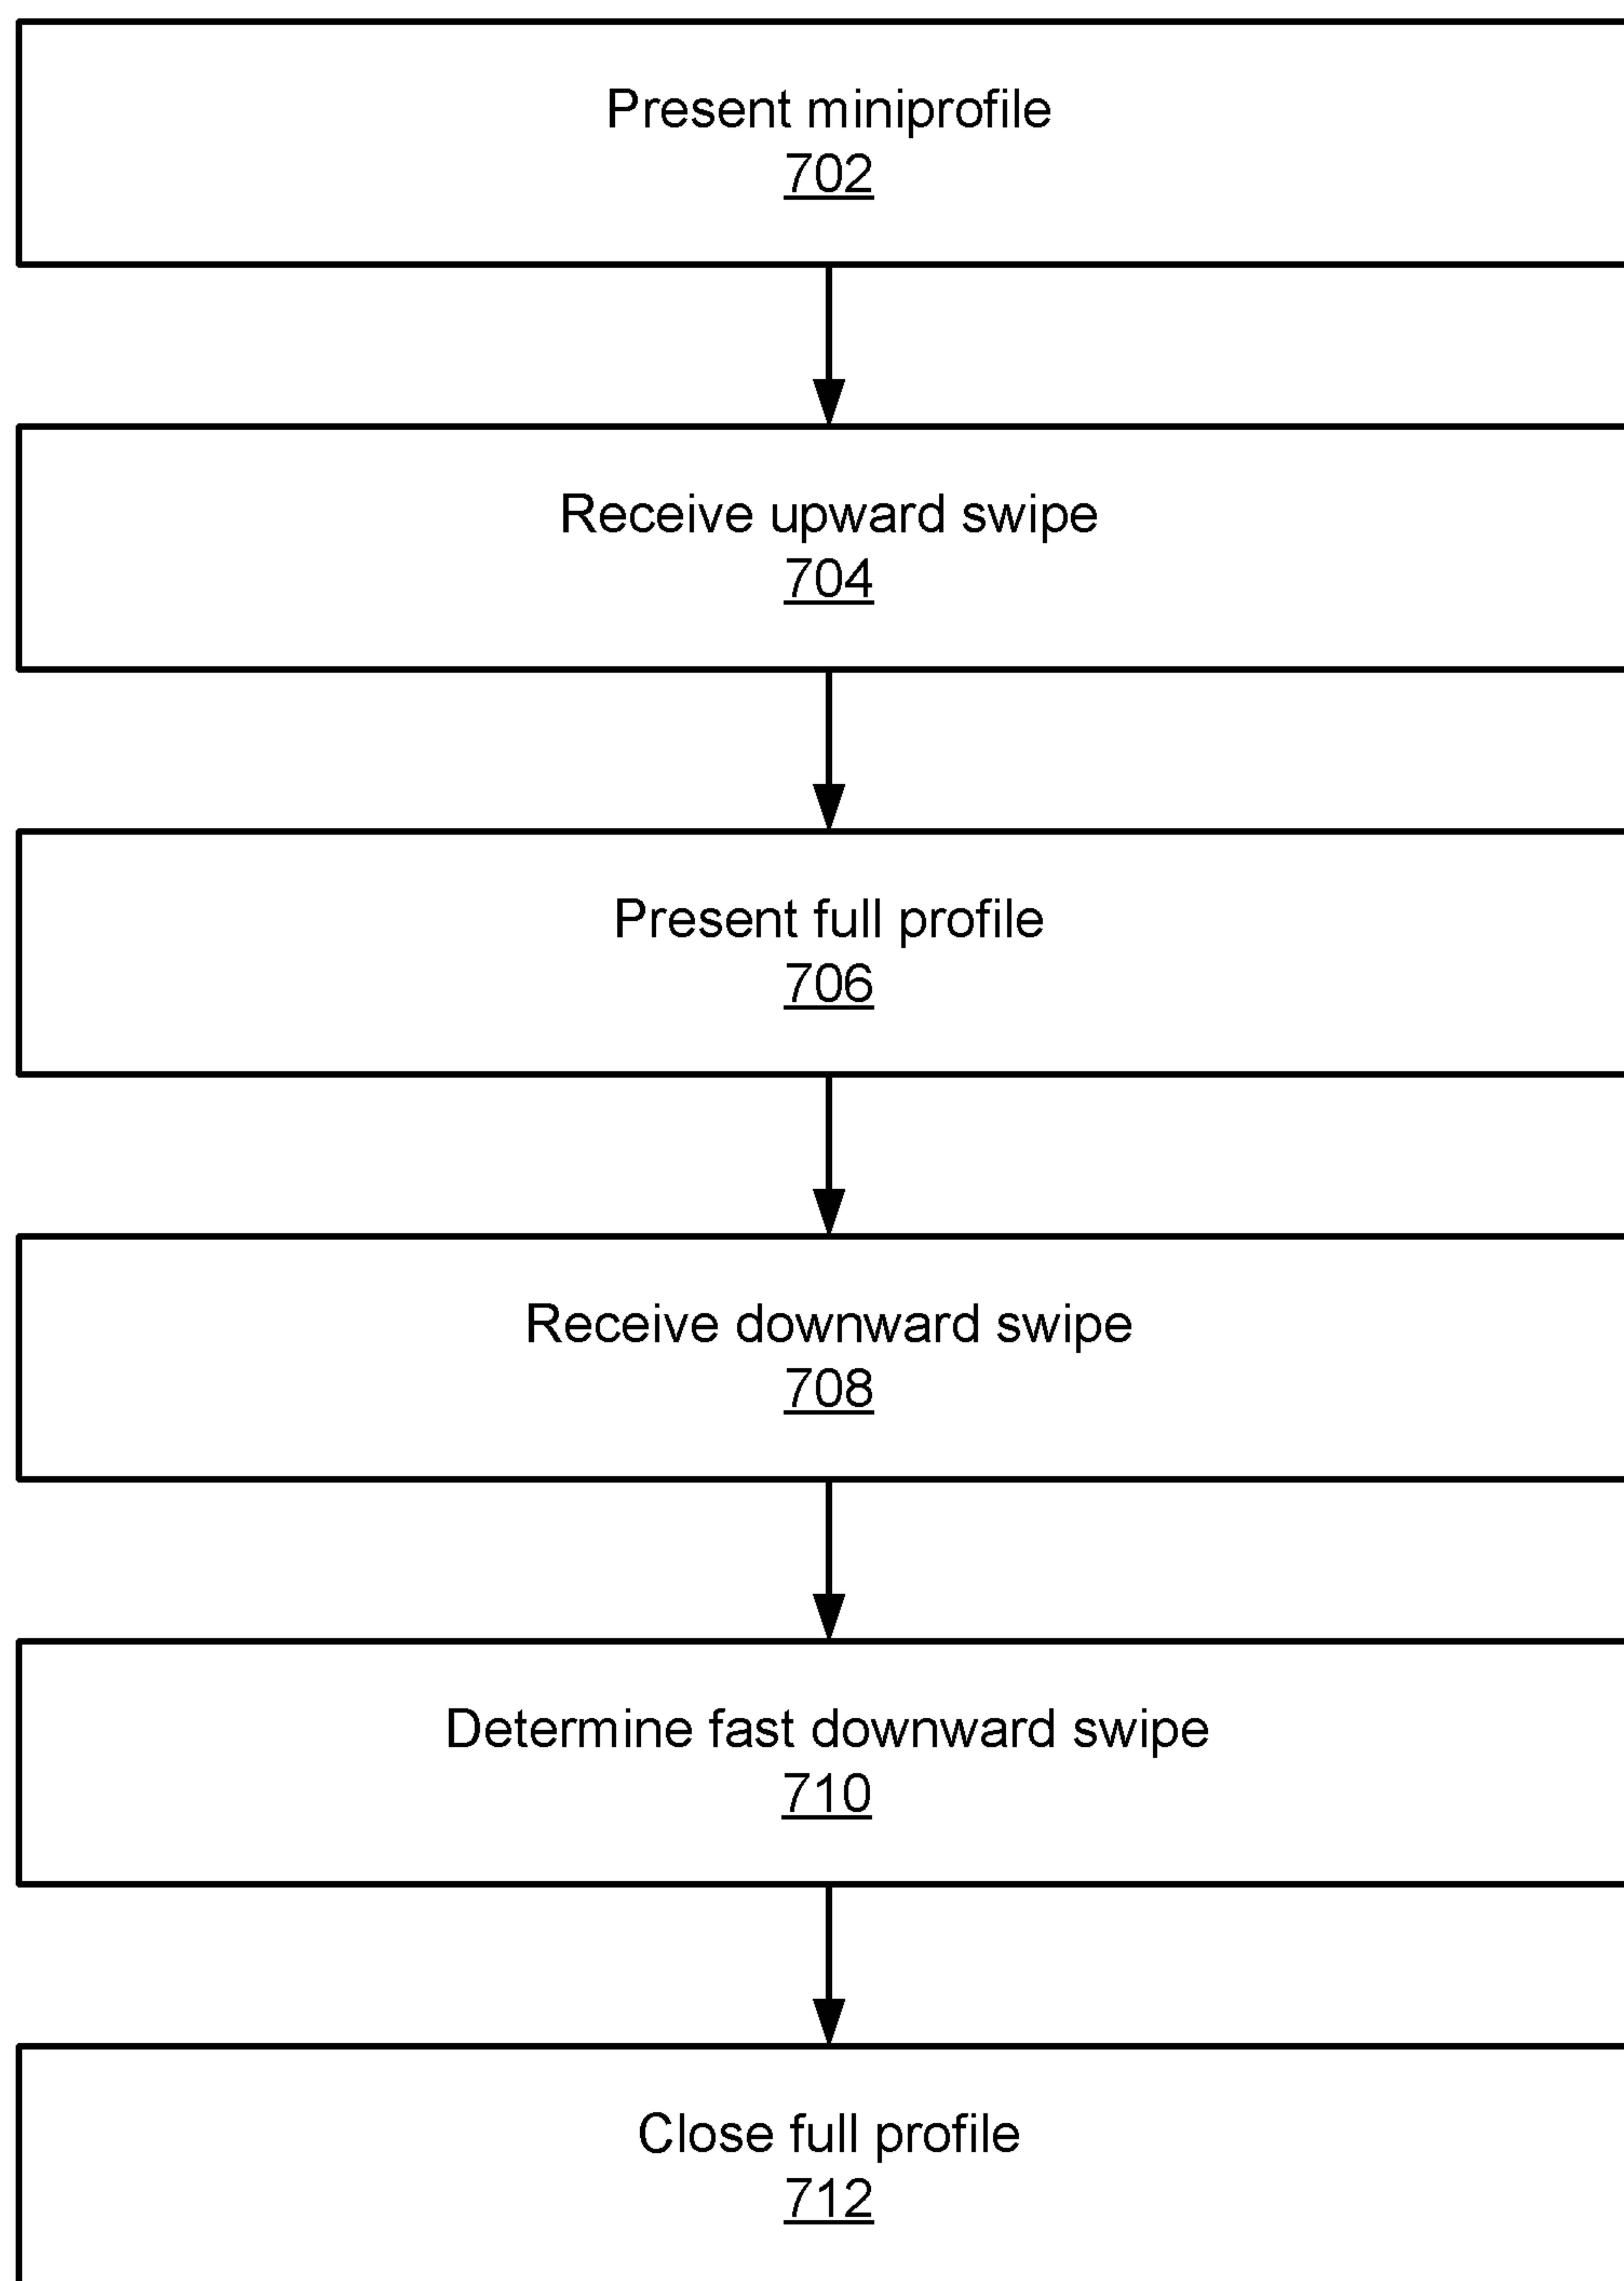 Present miniprofile
702
Receive upward swipe
704
Present full profile
706
Receive downward swipe
708
Determine fast downward swipe
710
Close full profile
712